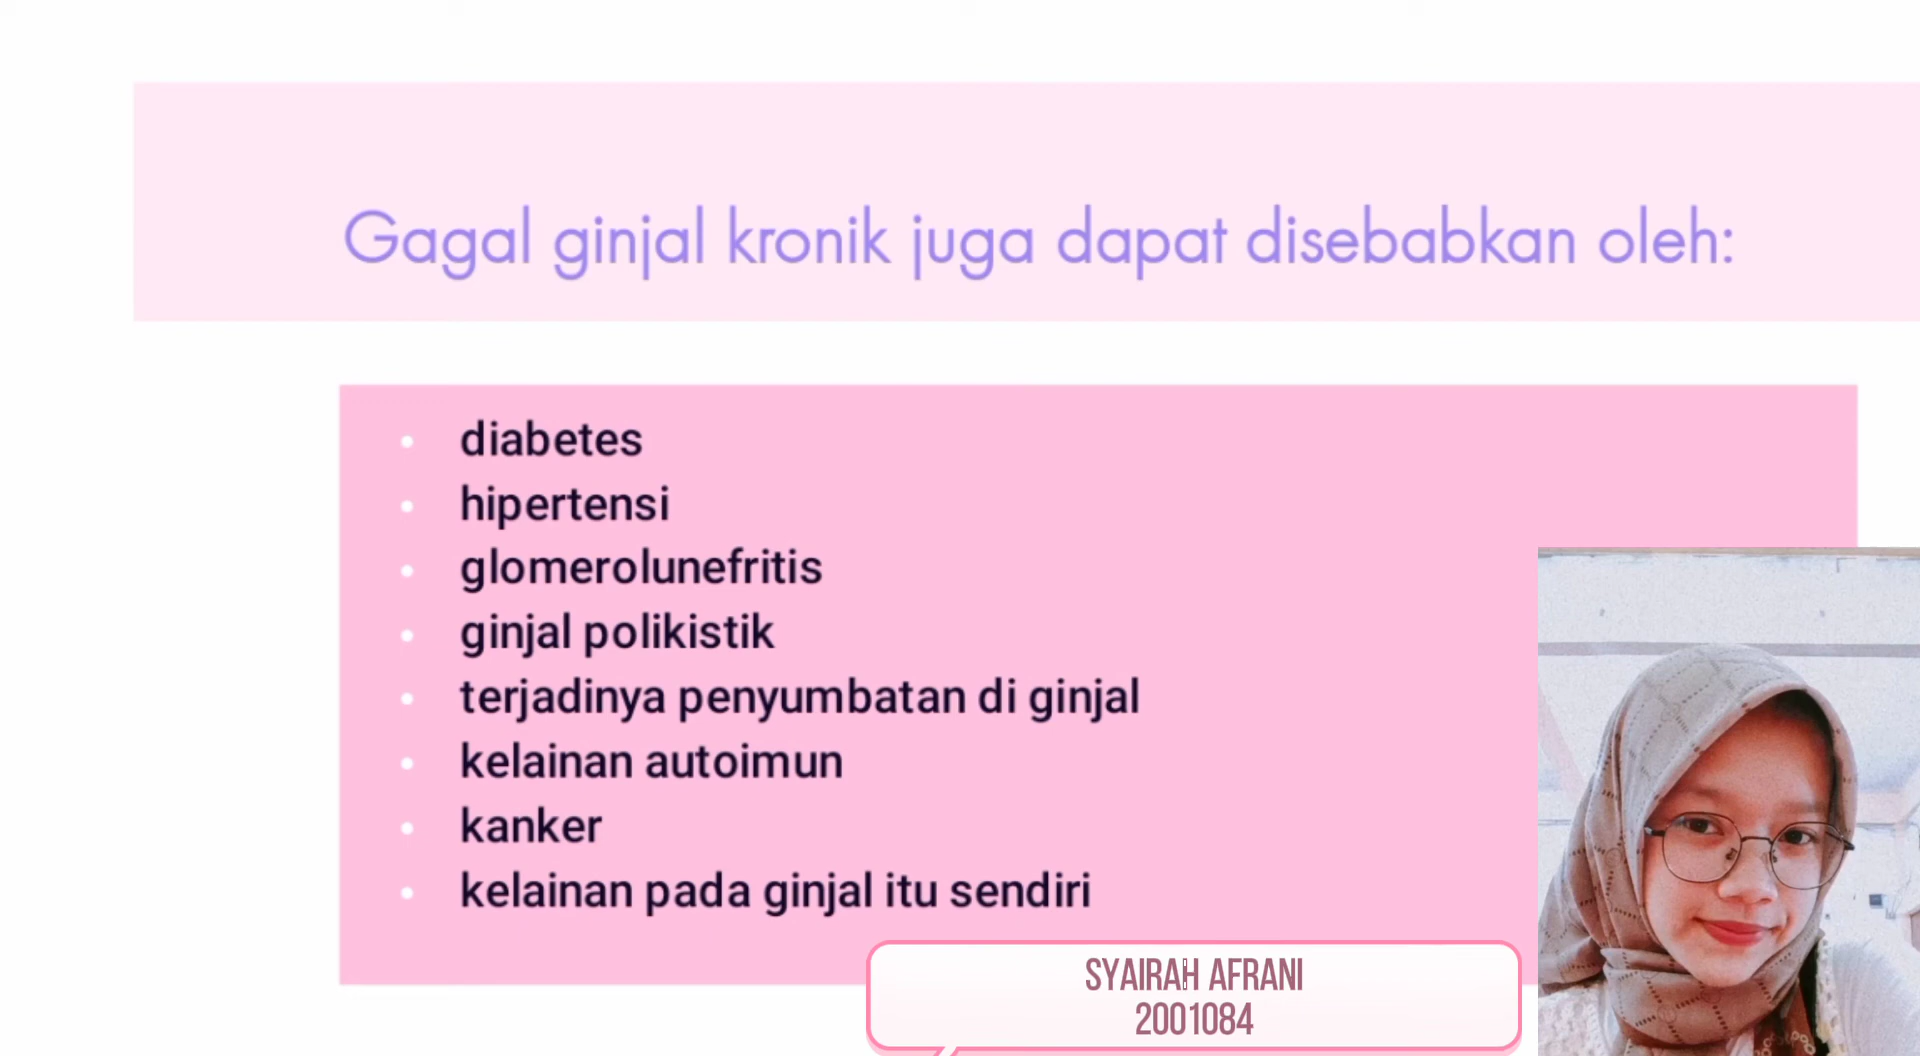 Gagal ginjal kronik juga dapat disebabkan oleh:
• diabetes
• hipertensi
• glomerolunefritis
• ginjal polikistik
• terjadinya penyumbatan di ginjal
• kelainan autoimun
• kanker
• kelainan pada ginjal itu sendiri
SYAIRAH AFRANI
2001084